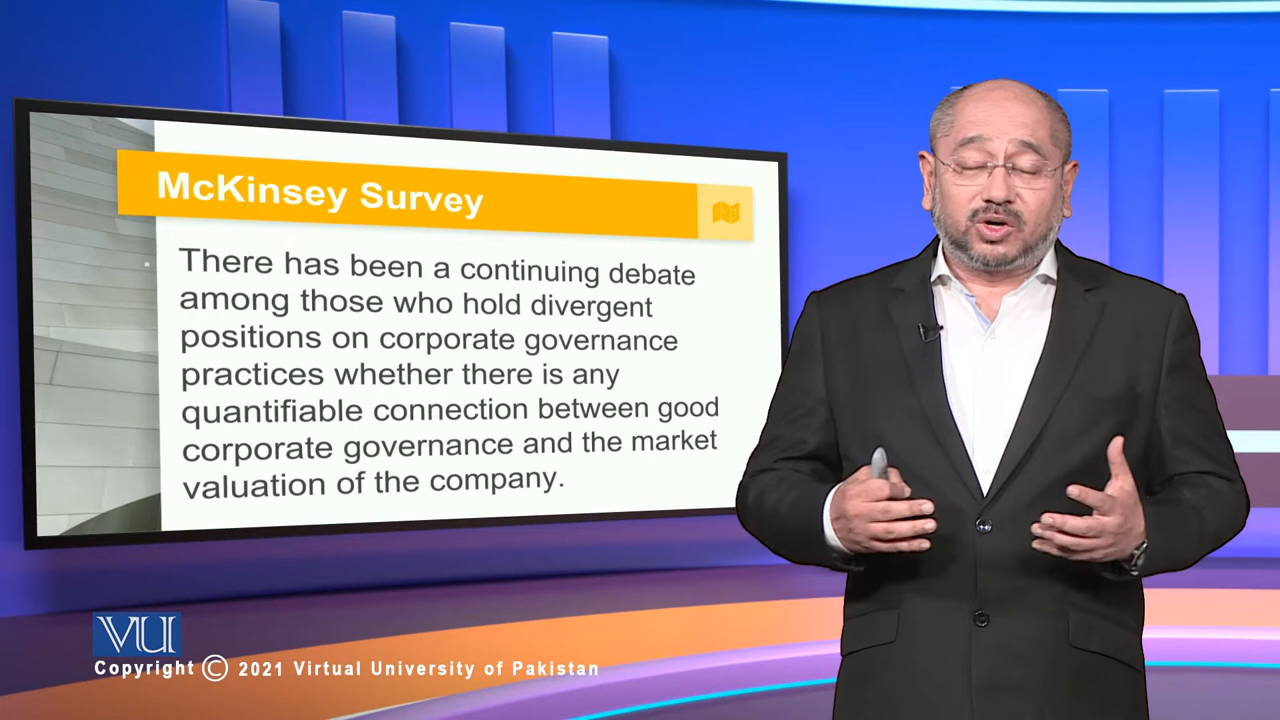 McKinsey Survey
There has been a continuing debate
among those who hold divergent
positions on corporate governance
practices whether there is any
quantifiable connection between good
corporate governance and the market
valuation of the company.
VU
Copyright © 2021 Virtual University of Pakistan